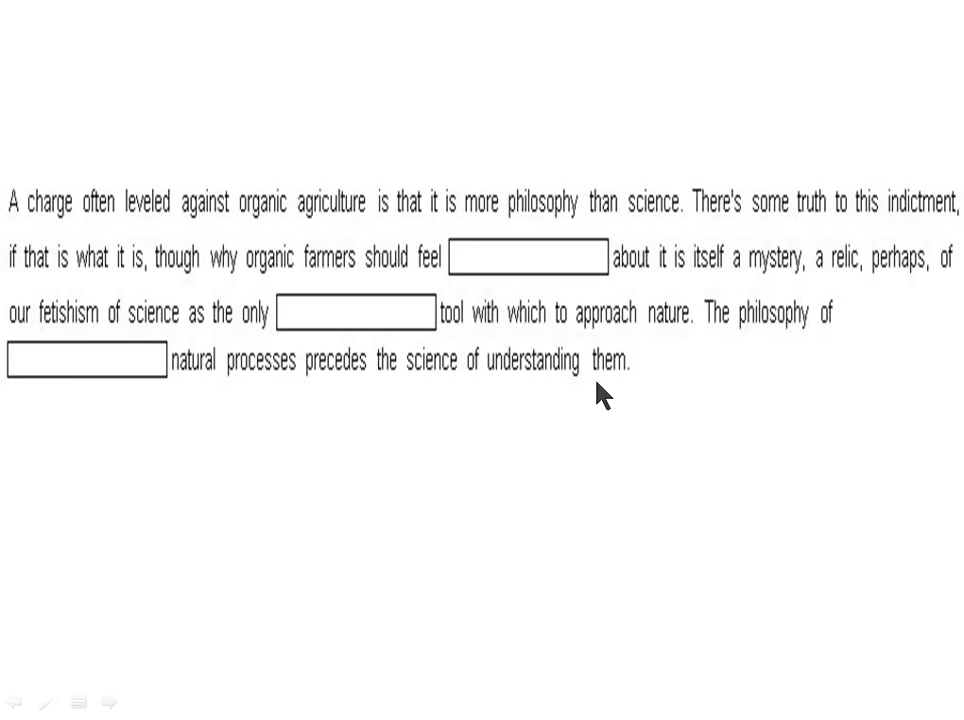 A charge often leveled against organic agriculture is that it is more philosophy than science. There's some truth to this indictment,
if that is what it is, though why organic farmers should feel about it is itself a mystery, a relic, perhaps, of
our fetishism of science as the only tool with which to approach nature. The philosophy of
natural processes precedes the science of understanding them.